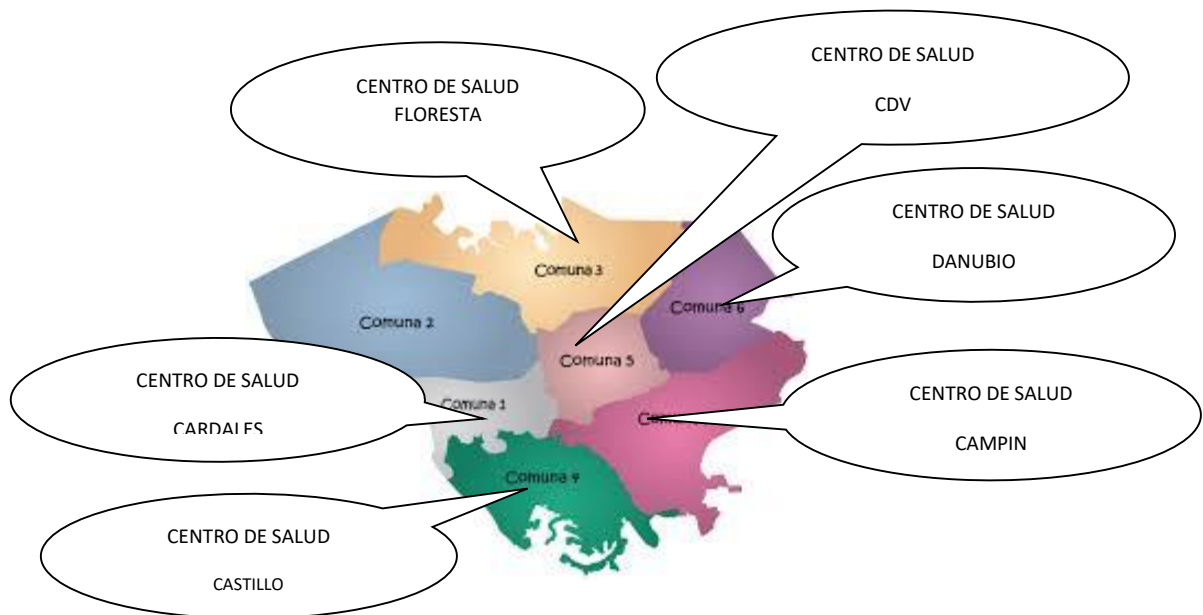 CENTRO DE SALUD
FLORESTA
CENTRO DE SALUD
CDV
CENTRO DE SALUD
DANUBIO
Comuna 3
Comuna 2
Comuna 6
Comuna 5
CENTRO DE SALUD
CARDALES
Comuna 1
CENTRO DE SALUD
CAMPIN
Comuna 4
CENTRO DE SALUD
CASTILLO